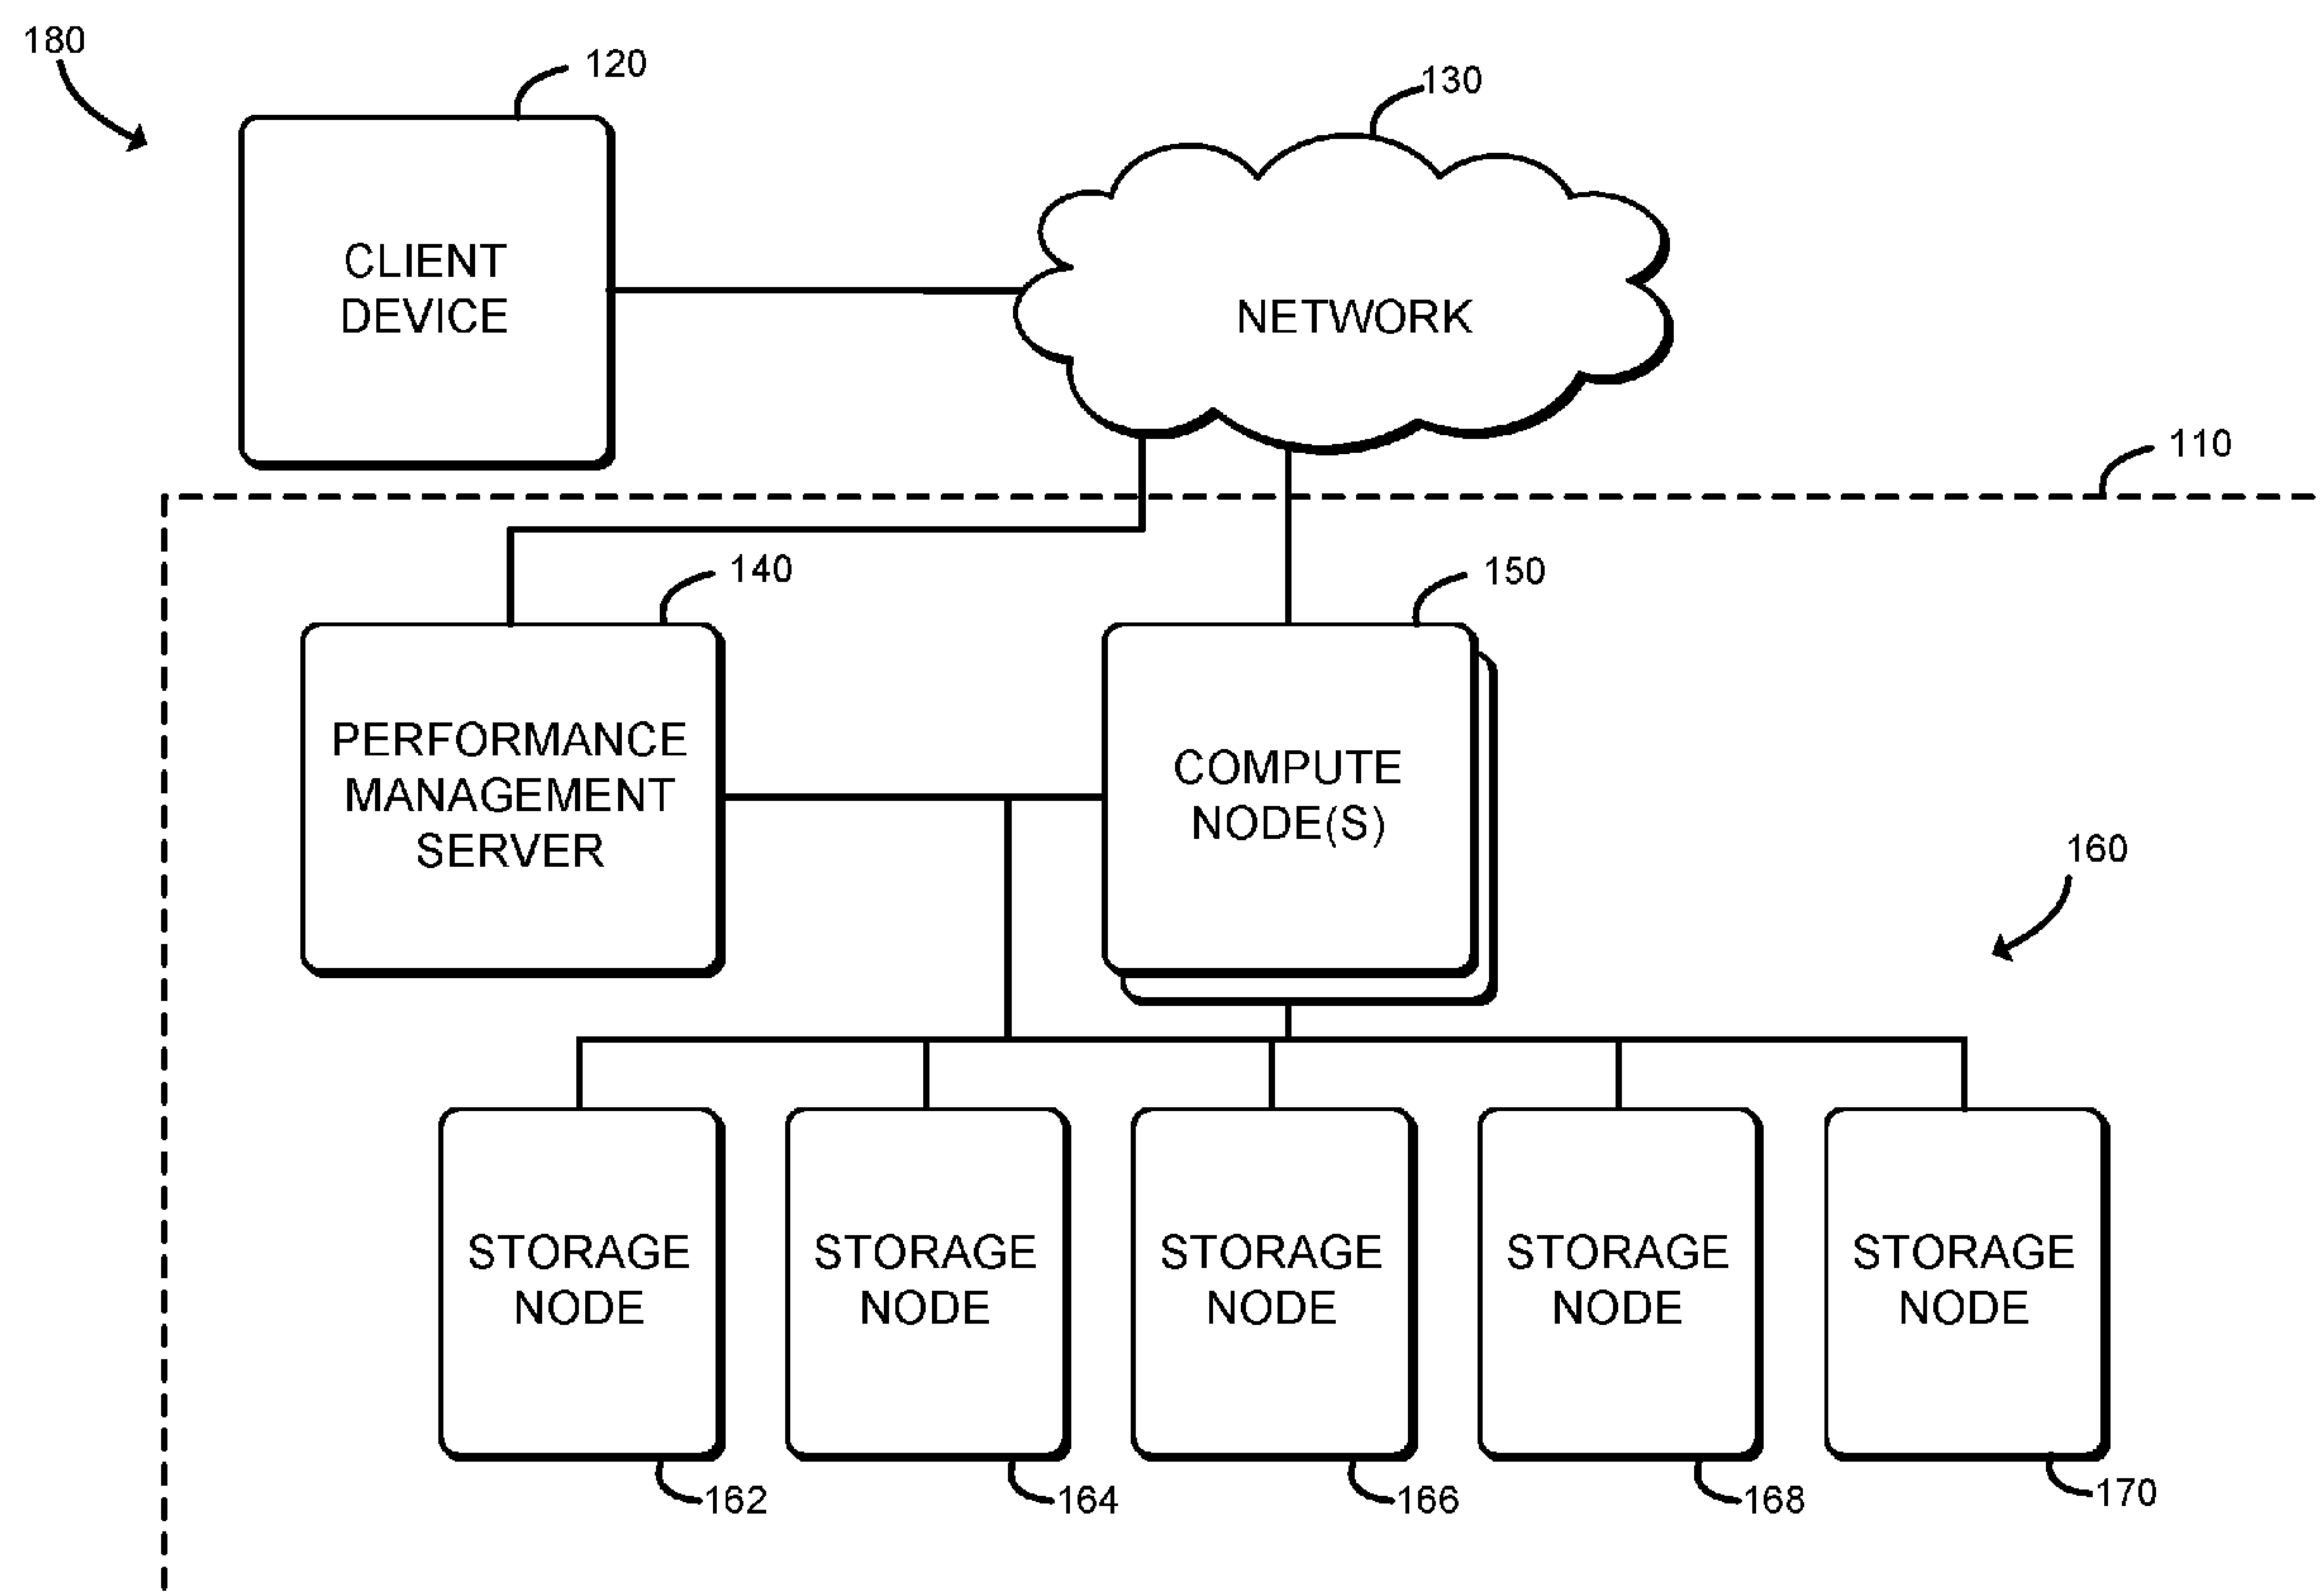 180
120
130
CLIENT
DEVICE
NETWORK
110
140
150
PERFORMANCE
MANAGEMENT
SERVER
COMPUTE
NODE(S)
160
STORAGE
NODE
STORAGE
NODE
STORAGE
NODE
STORAGE
NODE
STORAGE
NODE
162
164
166
168
170